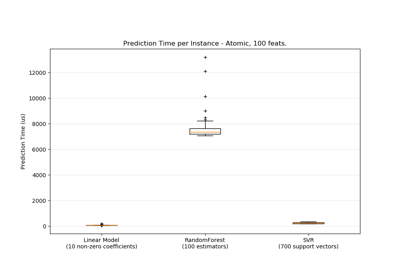 Prediction Time per Instance - Atomic, 100 feats.
Prediction Time (us)
12000
10000
8000
6000
4000
2000
0
Linear Model
(10 non-zero coefficients)
RandomForest
(100 estimators)
SVR
(700 support vectors)